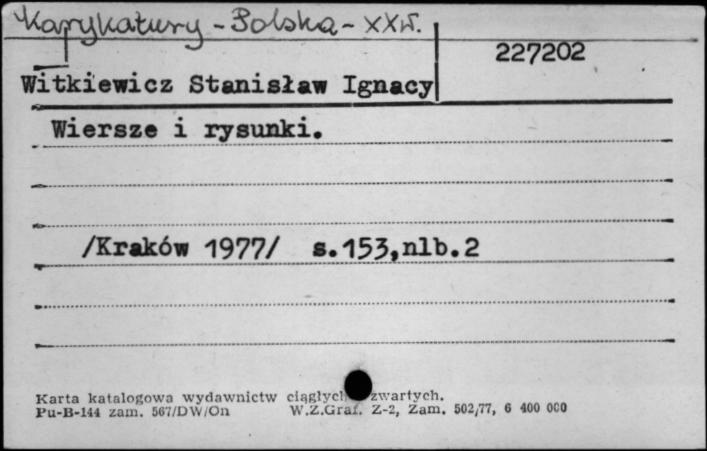 Karykatury - Polska - XX w.
227202
Witkiewicz Stanisław Ignacy
Wiersze i rysunki.
/Kraków 1977/ s.153,nlb.2
Karta katalogowa wydawnictw ciągłych zwartych.
Pu-B-144 zam. 567/DW/On W.Z.Graf. Z-2, Zam. 502/77, 6 400 000